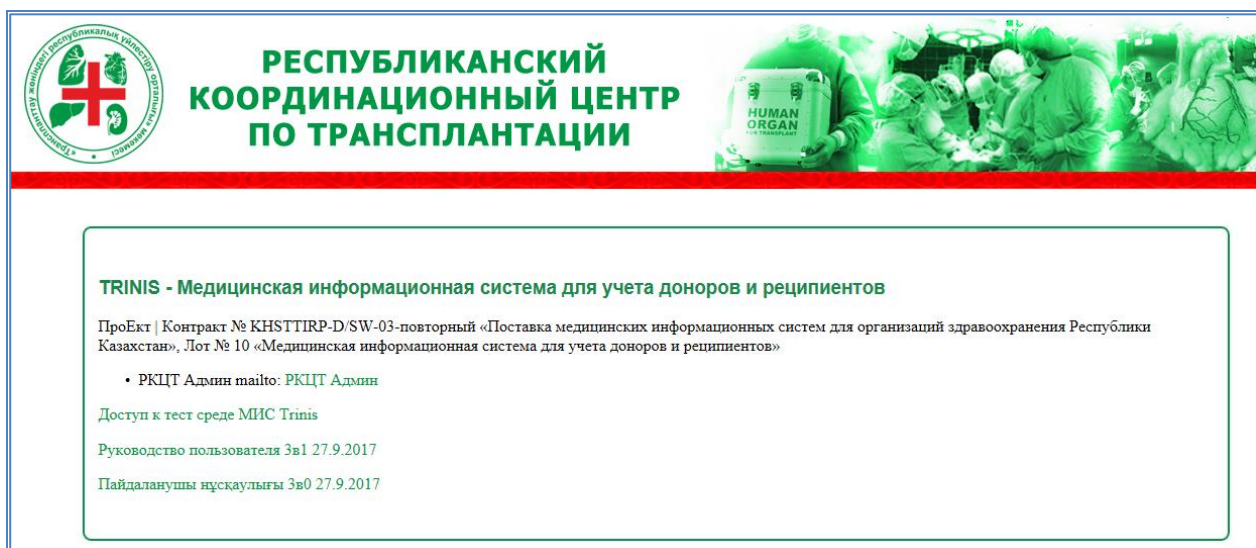 РЕСПУБЛИКАНСКИЙ
КООРДИНАЦИОННЫЙ ЦЕНТР
ПО ТРАНСПЛАНТАЦИИ
HUMAN
ORGAN
FOR TRANSPLANT
TRINIS - Медицинская информационная система для учета доноров и реципиентов
ПроЕкт | Контракт № KHSTTIRP-D/SW-03-повторный «Поставка медицинских информационных систем для организаций здравоохранения Республики
Казахстан», Лот № 10 «Медицинская информационная система для учета доноров и реципиентов»
• РКЦТ Админ mailto: РКЦТ Админ
Доступ к тест среде МИС Trinis
Руководство пользователя 3в1 27.9.2017
Пайдаланушы нұсқаулығы 3в0 27.9.2017